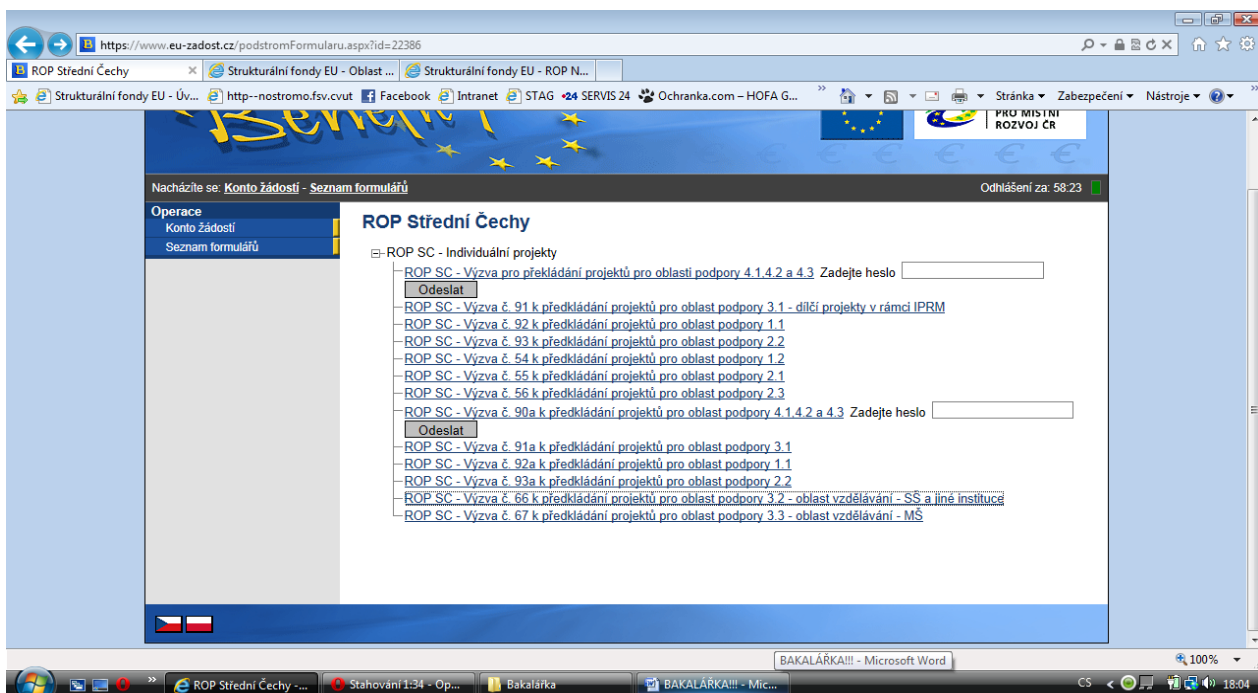 https://www.eu-zadost.cz/podstromFormularu.aspx?id=22386
ROP Střední Čechy
Strukturální fondy EU - Oblast ...
Strukturální fondy EU - ROP N...
Strukturální fondy EU - Úv...
http--nostromo.fsv.cvut
Facebook
Intranet
STAG
SERVIS 24
Ochranka.com – HOFA G...
Stránka
Zabezpečení
Nástroje
Benefit
PRO MÍSTNÍ
ROZVOJ ČR
Nacházíte se: Konto žádostí - Seznam formulářů
Odhlášení za: 58:23
Operace
Konto žádostí
Seznam formulářů
ROP Střední Čechy
ROP SC - Individuální projekty
ROP SC - Výzva pro překládání projektů pro oblasti podpory 4.1,4.2 a 4.3 Zadejte heslo
Odeslat
ROP SC - Výzva č. 91 k předkládání projektů pro oblast podpory 3.1 - dílčí projekty v rámci IPRM
ROP SC - Výzva č. 92 k předkládání projektů pro oblast podpory 1.1
ROP SC - Výzva č. 93 k předkládání projektů pro oblast podpory 2.2
ROP SC - Výzva č. 54 k předkládání projektů pro oblast podpory 1.2
ROP SC - Výzva č. 55 k předkládání projektů pro oblast podpory 2.1
ROP SC - Výzva č. 56 k předkládání projektů pro oblast podpory 2.3
ROP SC - Výzva č. 90a k předkládání projektů pro oblast podpory 4.1,4.2 a 4.3 Zadejte heslo
Odeslat
ROP SC - Výzva č. 91a k předkládání projektů pro oblast podpory 3.1
ROP SC - Výzva č. 92a k předkládání projektů pro oblast podpory 1.1
ROP SC - Výzva č. 93a k předkládání projektů pro oblast podpory 2.2
ROP SC - Výzva č. 66 k předkládání projektů pro oblast podpory 3.2 - oblast vzdělávání - SŠ a jiné instituce
ROP SC - Výzva č. 67 k předkládání projektů pro oblast podpory 3.3 - oblast vzdělávání - MŠ
BAKALÁŘKA!!! - Microsoft Word
100%
ROP Střední Čechy -...
Stahování 1:34 - Op...
Bakalářka
BAKALÁŘKA!!! - Mic...
CS
18:04